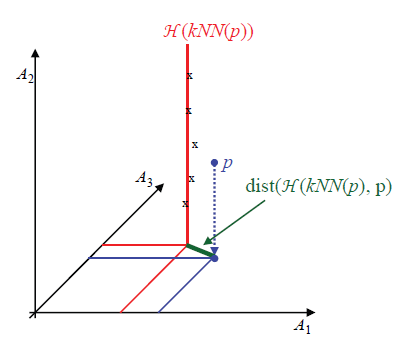 ℋ(kNN(p))
A₂
x
x
x
p
A₃
x
dist(ℋ(kNN(p), p)
x
A₁